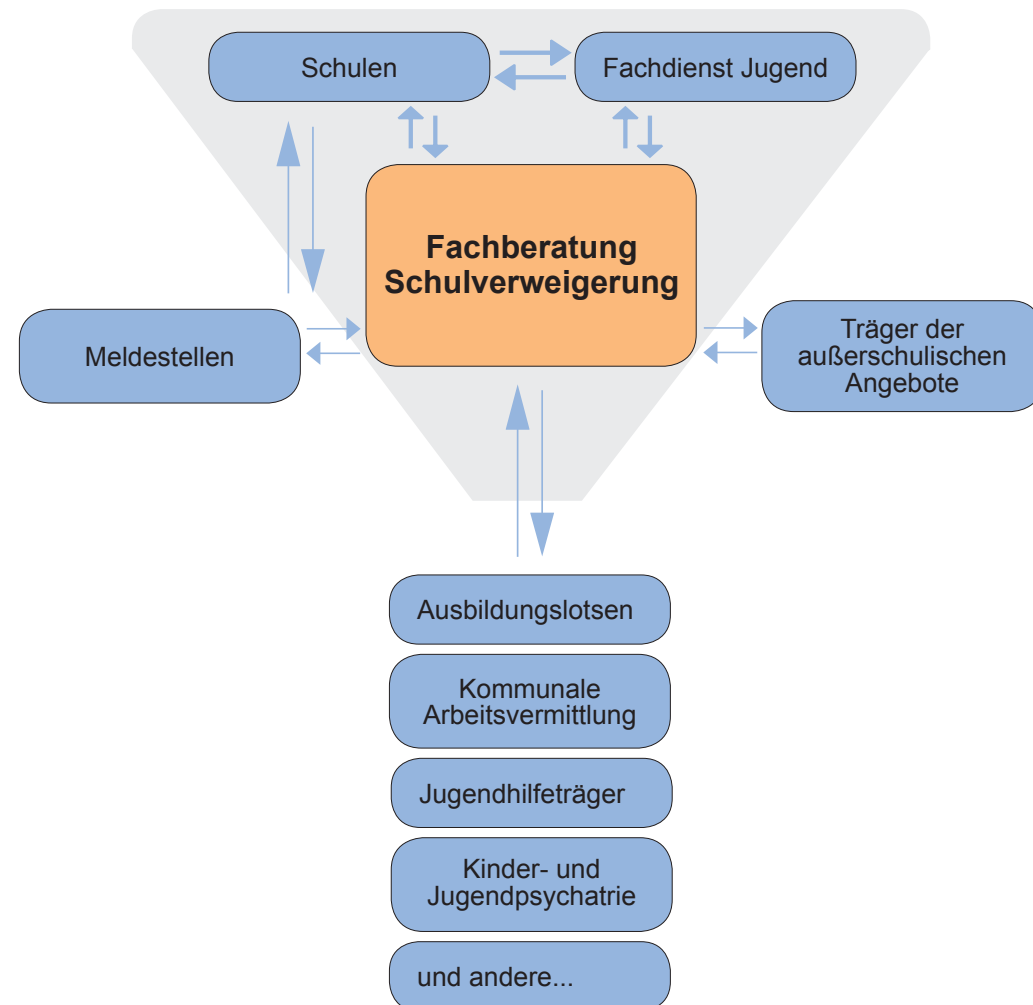 Schulen
Fachdienst Jugend
Fachberatung
Schulverweigerung
Meldestellen
Träger der
außerschulischen
Angebote
Ausbildungslotsen
Kommunale
Arbeitsvermittlung
Jugendhilfeträger
Kinder- und
Jugendpsychatrie
und andere...